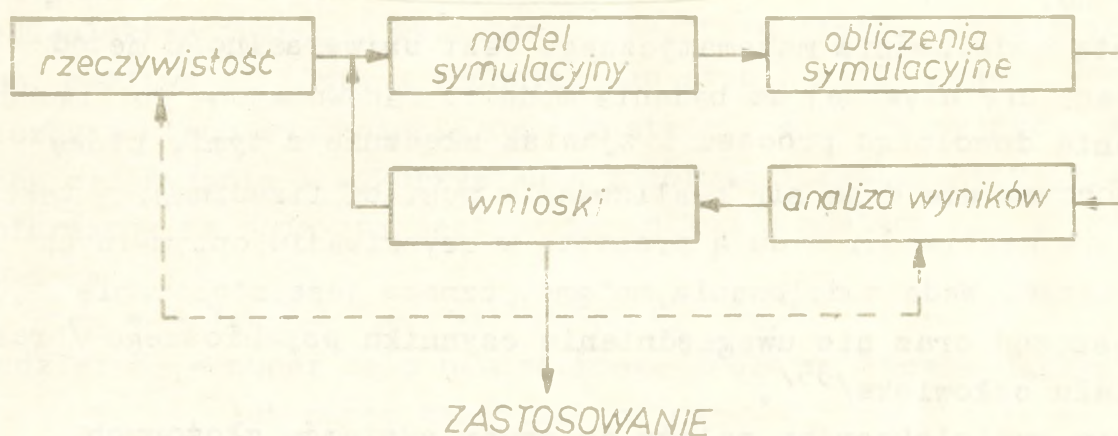 rzeczywistość
model
symulacyjny
obliczenia
symulacyjne
wnioski
analiza wyników
ZASTOSOWANIE